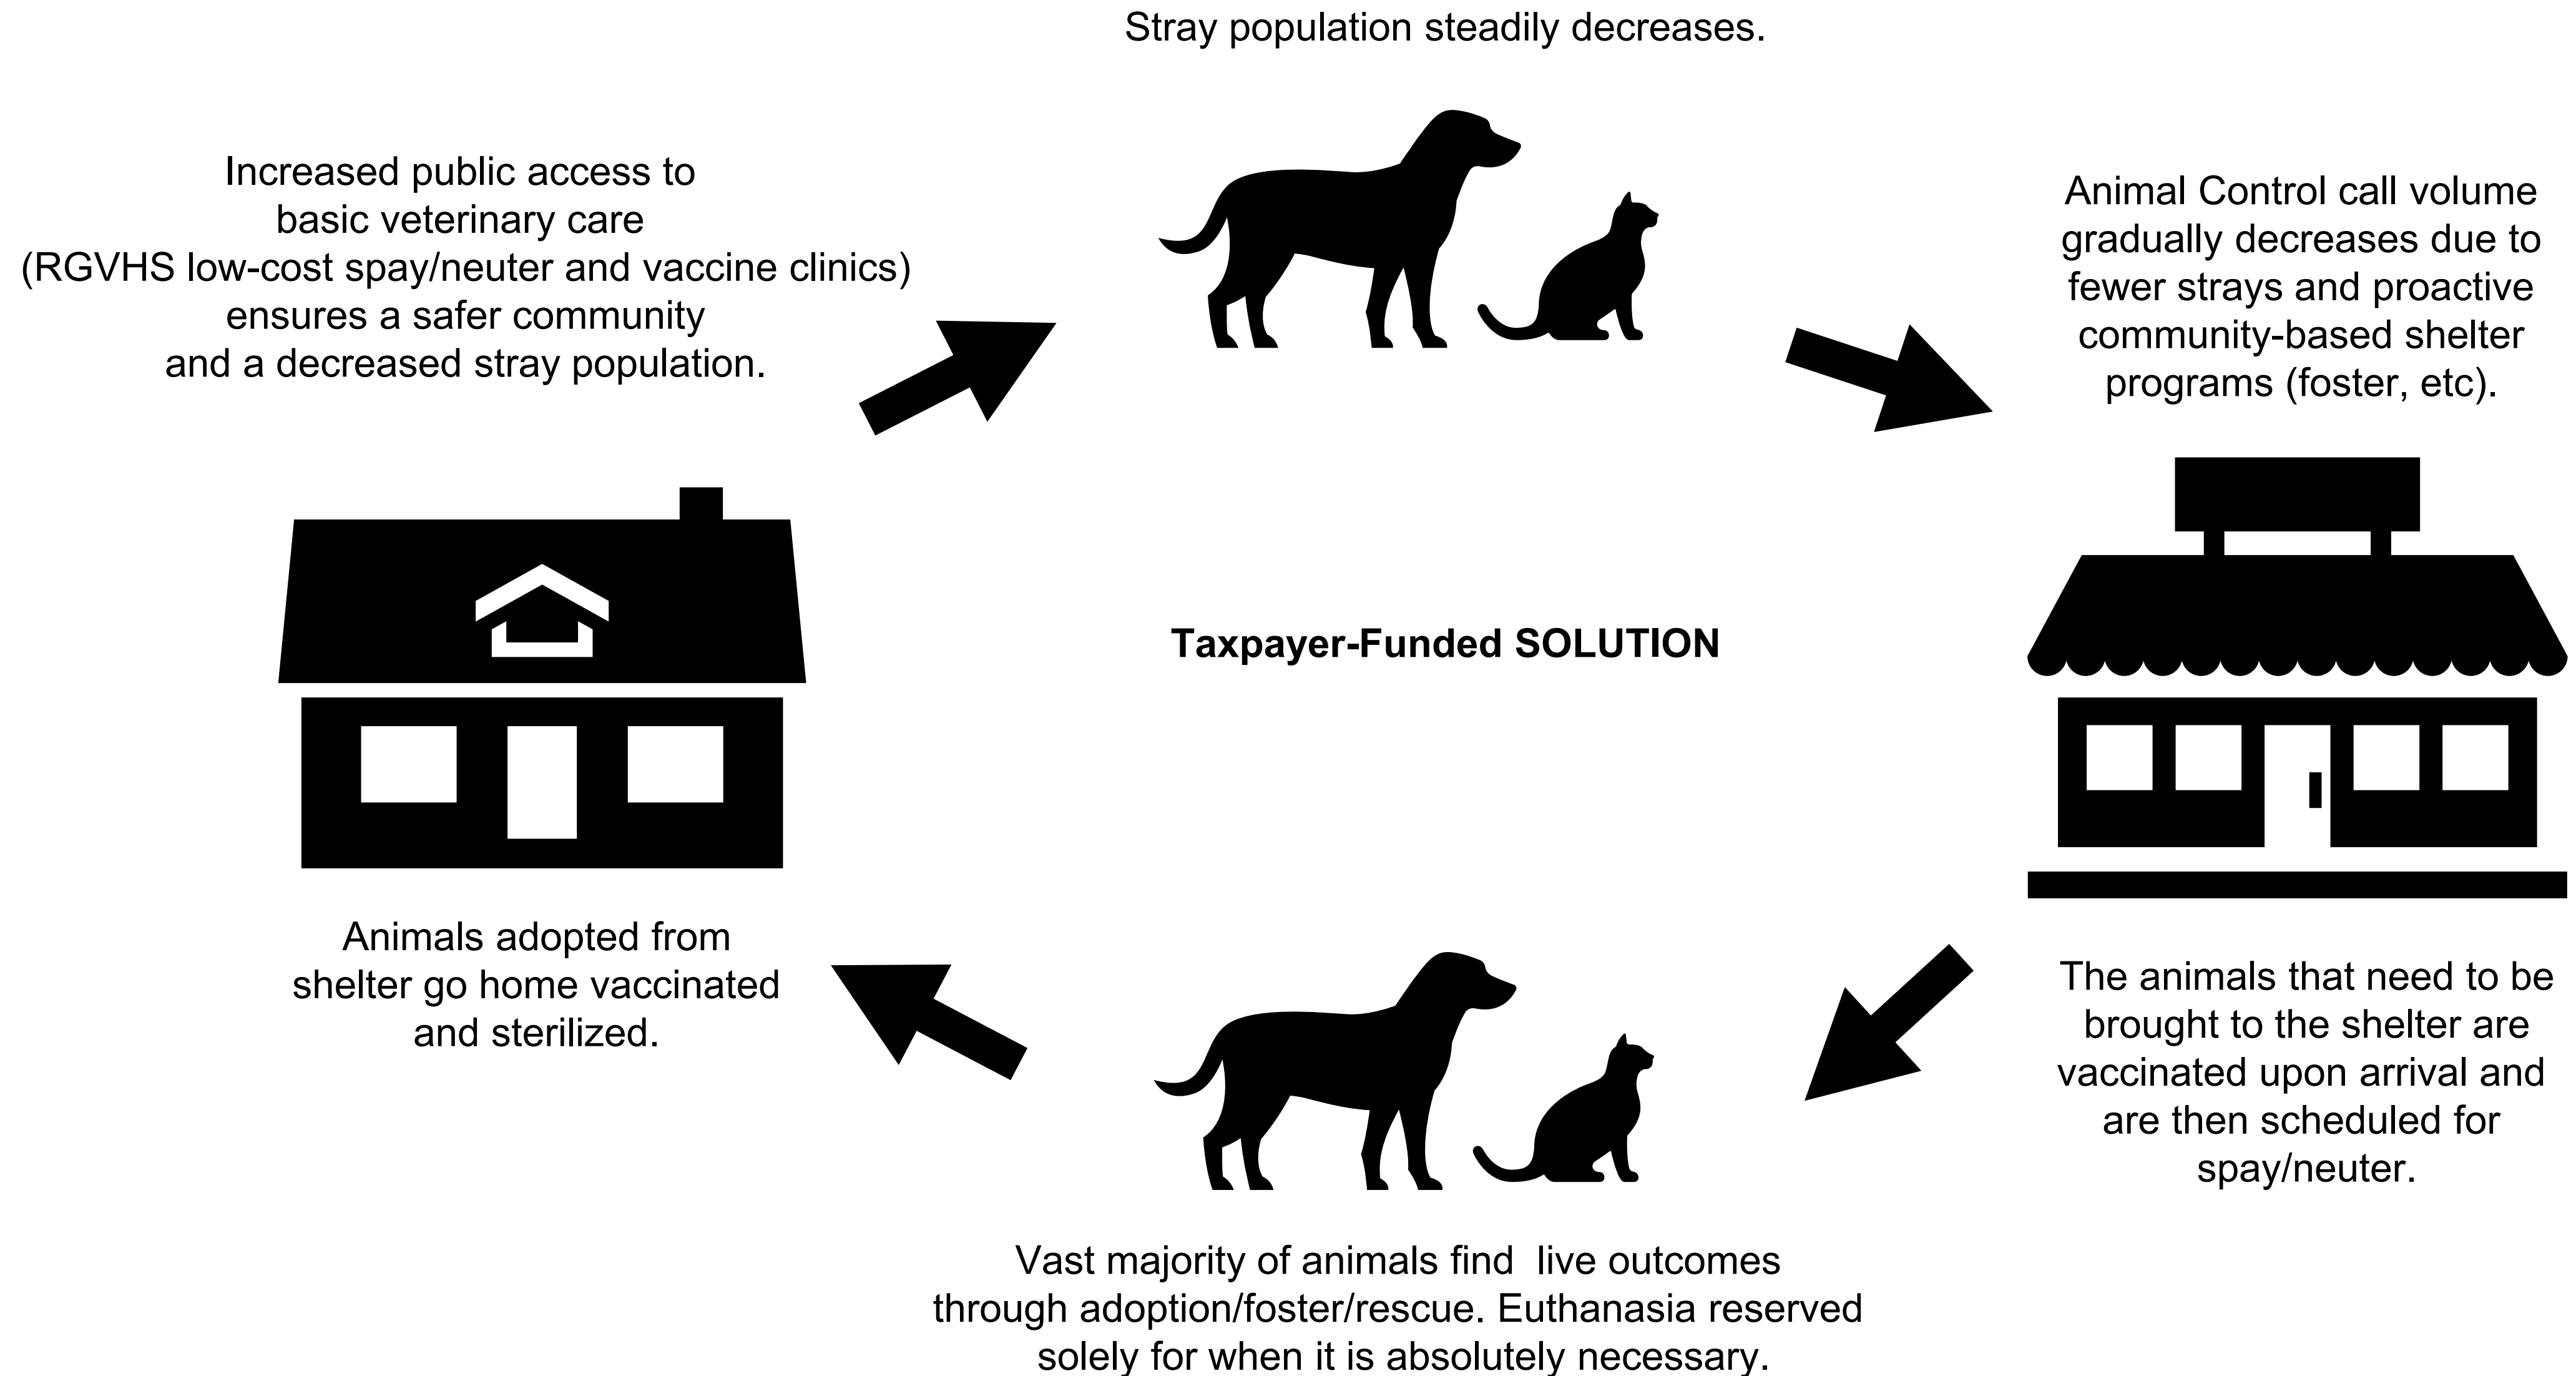 Stray population steadily decreases.
Increased public access to
basic veterinary care
(RGVHS low-cost spay/neuter and vaccine clinics)
ensures a safer community
and a decreased stray population.
Animal Control call volume
gradually decreases due to
fewer strays and proactive
community-based shelter
programs (foster, etc).
Taxpayer-Funded SOLUTION
Animals adopted from
shelter go home vaccinated
and sterilized.
The animals that need to be
brought to the shelter are
vaccinated upon arrival and
are then scheduled for
spay/neuter.
Vast majority of animals find  live outcomes
through adoption/foster/rescue. Euthanasia reserved
solely for when it is absolutely necessary.